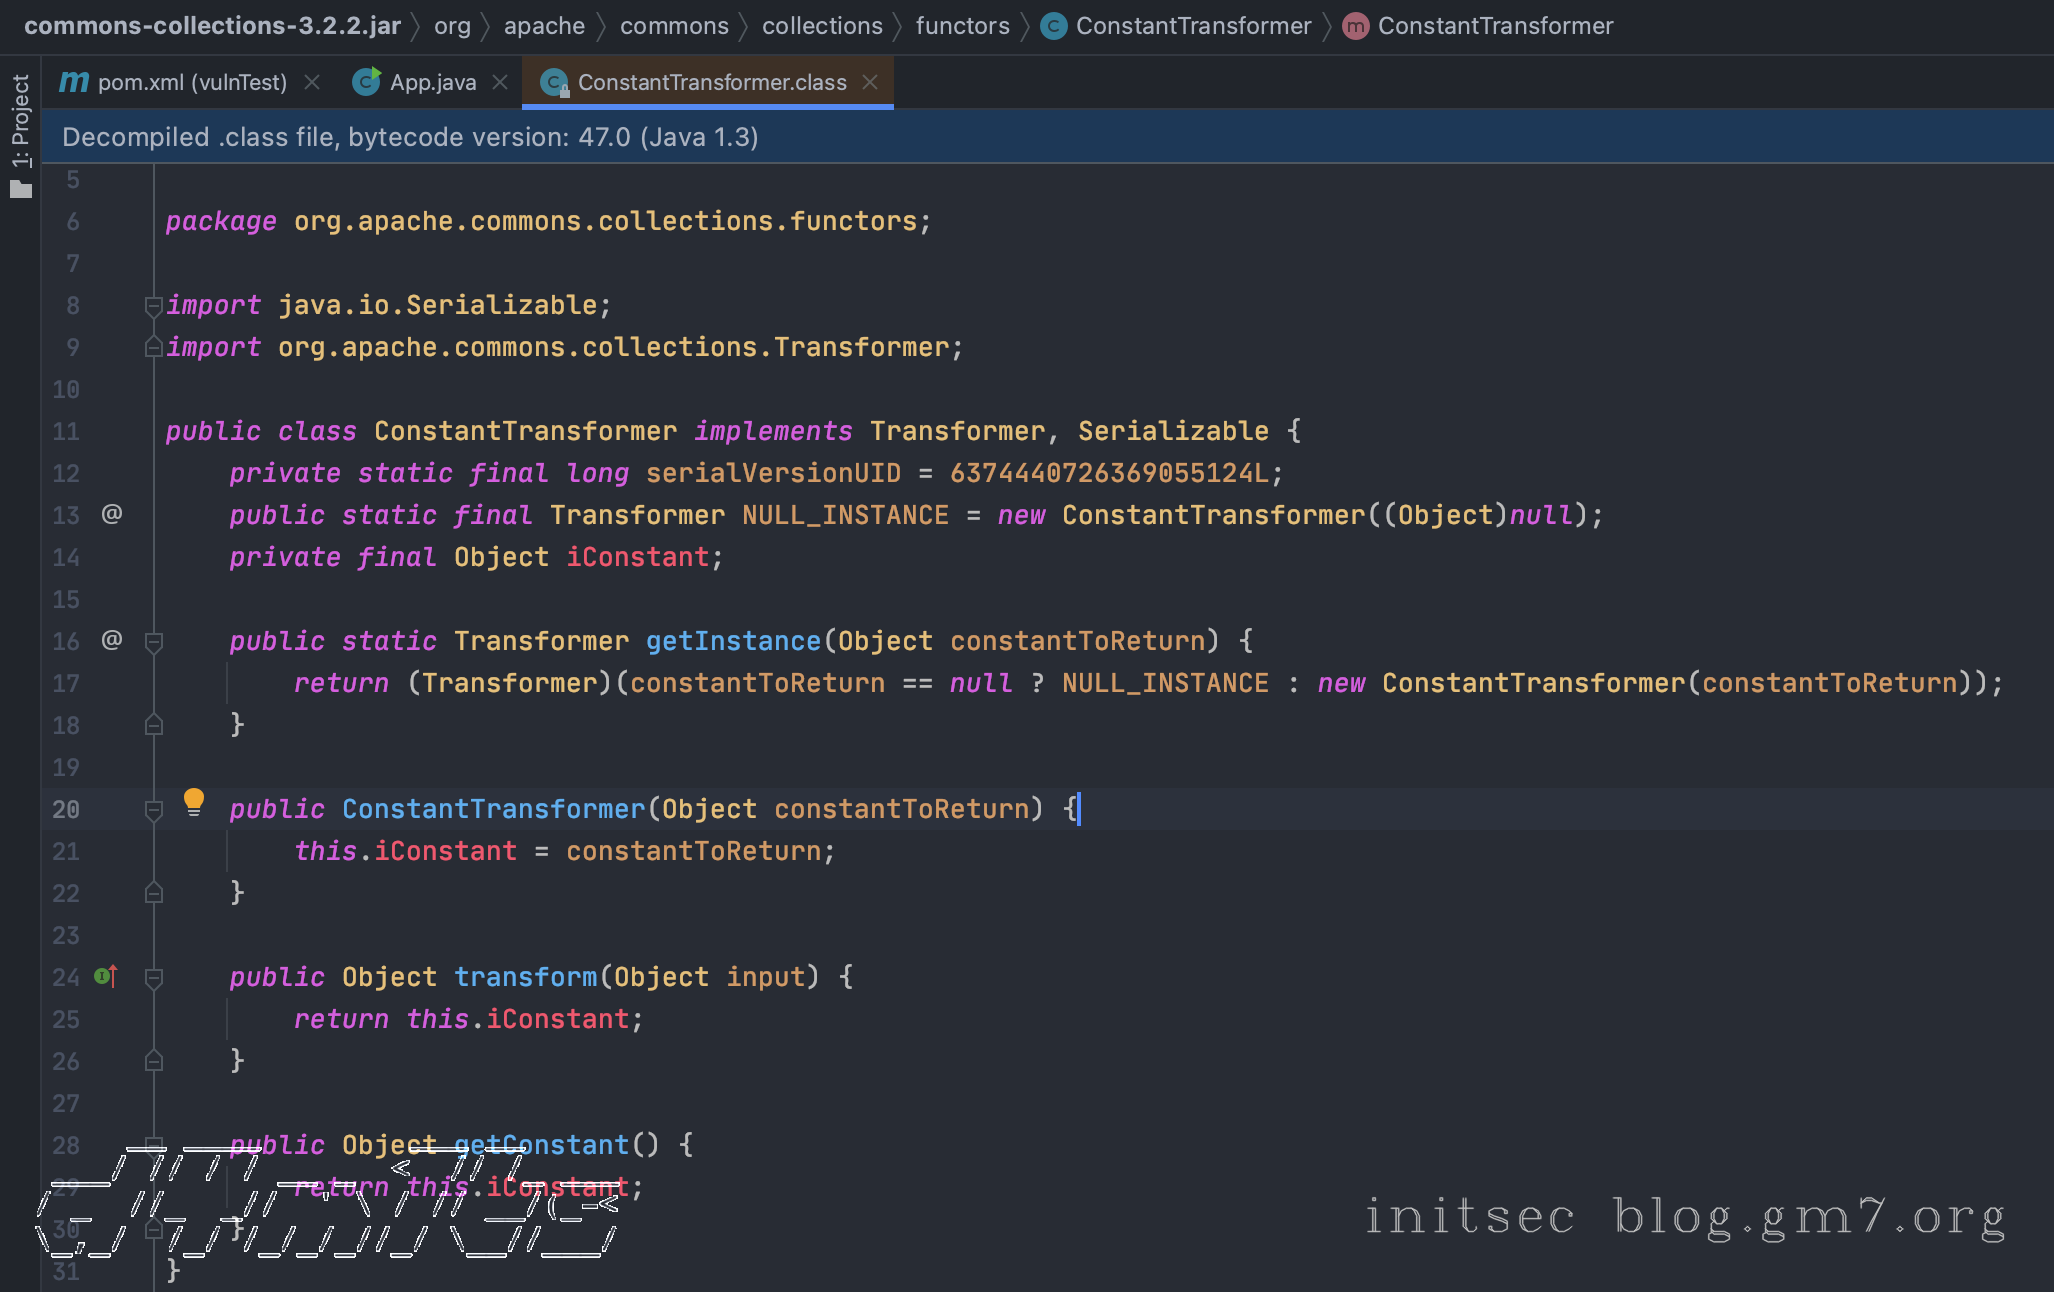 commons-collections-3.2.2.jar org apache commons collections functors C ConstantTransformer m ConstantTransformer
m pom.xml (vulnTest) C App.java C ConstantTransformer.class
1: Project
Decompiled .class file, bytecode version: 47.0 (Java 1.3)
5
6 package org.apache.commons.collections.functors;
7
8 import java.io.Serializable;
9 import org.apache.commons.collections.Transformer;
10
11 public class ConstantTransformer implements Transformer, Serializable {
12 private static final long serialVersionUID = 6374440726369055124L;
13 @ public static final Transformer NULL_INSTANCE = new ConstantTransformer((Object)null);
14 private final Object iConstant;
15
16 @ public static Transformer getInstance(Object constantToReturn) {
17 return (Transformer)(constantToReturn == null ? NULL_INSTANCE : new ConstantTransformer(constantToReturn));
18 }
19
20 public ConstantTransformer(Object constantToReturn) {
21 this.iConstant = constantToReturn;
22 }
23
24 public Object transform(Object input) {
25 return this.iConstant;
26 }
27
28 public Object getConstant() {
29 return this.iConstant;
30 }
31 }
initsec blog.gm7.org